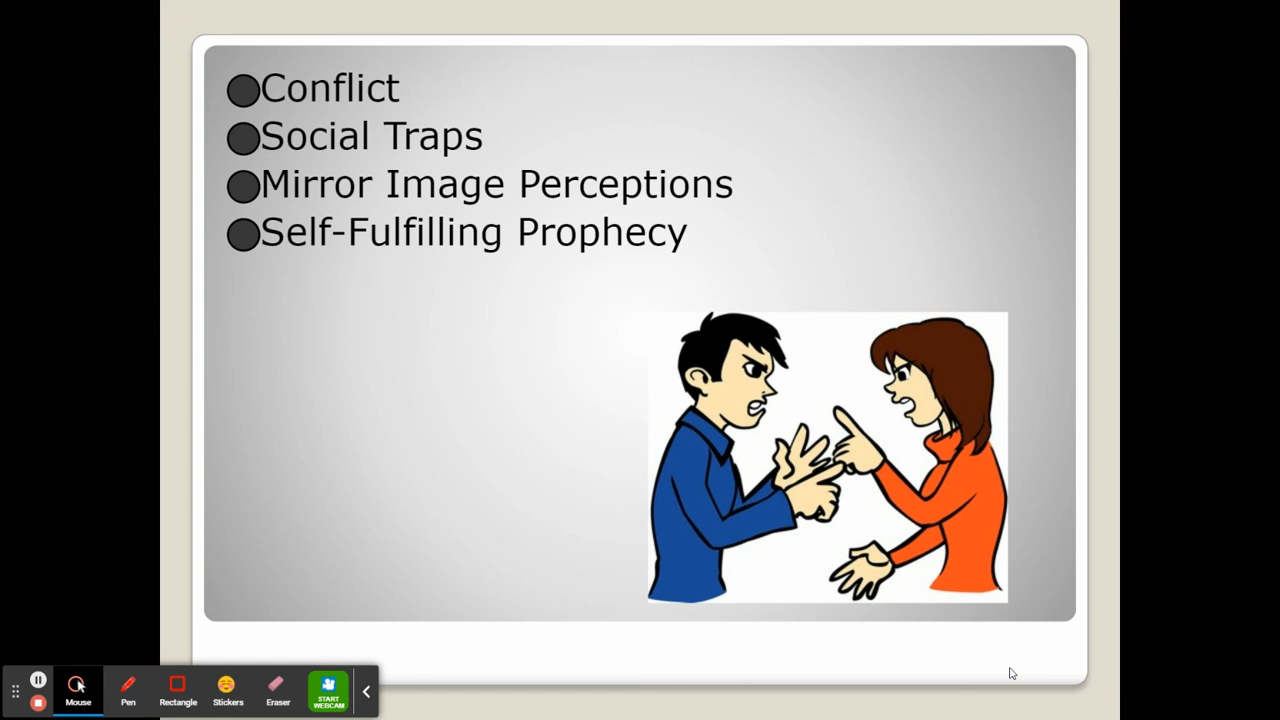 Conflict
Social Traps
Mirror Image Perceptions
Self-Fulfilling Prophecy
Mouse
Pen
Rectangle
Stickers
Eraser
START
WEBCAM